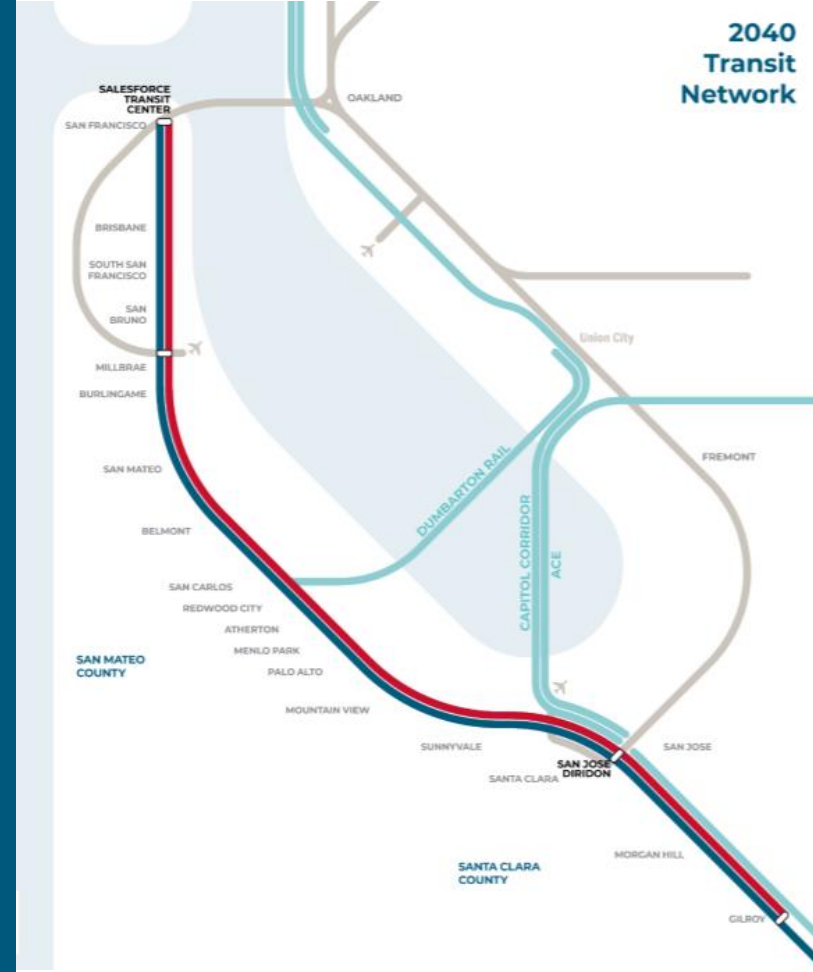 2040
Transit
Network
SALESFORCE
TRANSIT
CENTER
SAN FRANCISCO
OAKLAND
BRISBANE
SOUTH SAN
FRANCISCO
SAN
BRUNO
Union City
MILLBRAE
BURLINGAME
SAN MATEO
FREMONT
DUMBARTON RAIL
CAPITOL CORRIDOR
ACE
BELMONT
SAN CARLOS
REDWOOD CITY
ATHERTON
MENLO PARK
SAN MATEO
COUNTY
PALO ALTO
MOUNTAIN VIEW
SUNNYVALE
SAN JOSE
SAN JOSE
DIRIDON
SANTA CLARA
MORGAN HILL
SANTA CLARA
COUNTY
GILROY